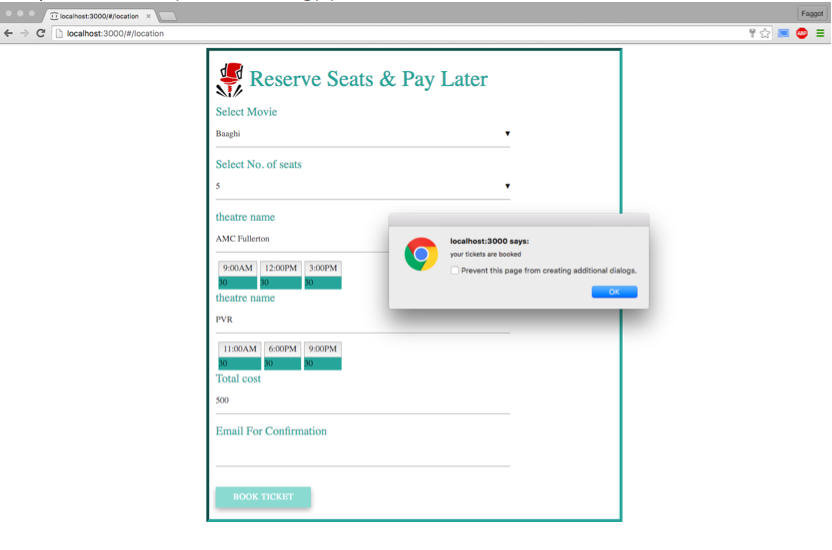 localhost:3000/#/location
Faggot
localhost:3000/#/location
ABP
Reserve Seats & Pay Later
Select Movie
Baaghi
Select No. of seats
5
theatre name
AMC Fullerton
9:00AM 12:00PM 3:00PM
30 30 30
theatre name
PVR
11:00AM 6:00PM 9:00PM
30 30 30
Total cost
500
Email For Confirmation
BOOK TICKET
localhost:3000 says:
your tickets are booked
Prevent this page from creating additional dialogs.
OK